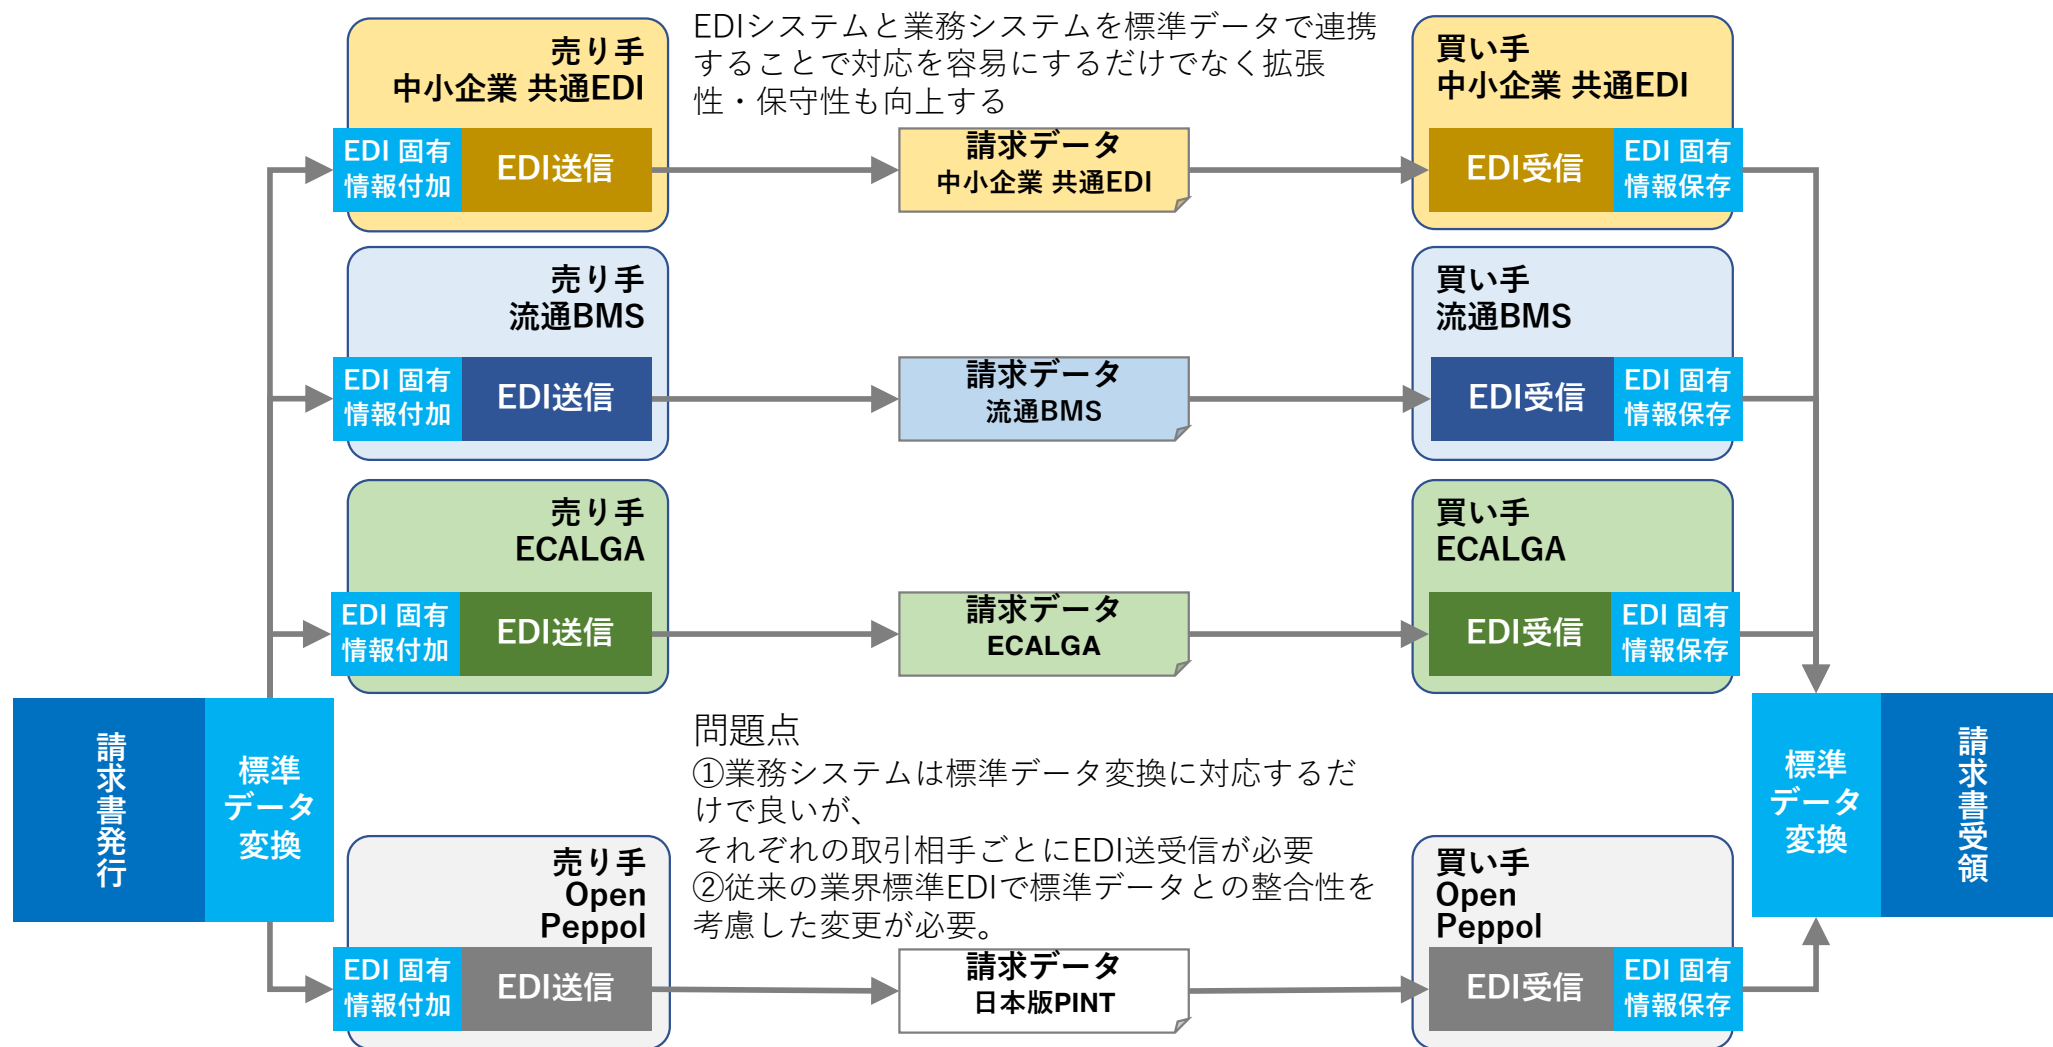 売り手
中小企業 共通EDI
EDI 固有
情報付加
EDI送信
EDIシステムと業務システムを標準データで連携
することで対応を容易にするだけでなく拡張
性・保守性も向上する
請求データ
中小企業 共通EDI
買い手
中小企業 共通EDI
EDI受信
EDI 固有
情報保存
売り手
流通BMS
EDI 固有
情報付加
EDI送信
請求データ
流通BMS
買い手
流通BMS
EDI受信
EDI 固有
情報保存
売り手
ECALGA
EDI 固有
情報付加
EDI送信
請求データ
ECALGA
買い手
ECALGA
EDI受信
EDI 固有
情報保存
請求書発行
標準
データ
変換
問題点
①業務システムは標準データ変換に対応するだ
けで良いが、
それぞれの取引相手ごとにEDI送受信が必要
②従来の業界標準EDIで標準データとの整合性を
考慮した変更が必要。
標準
データ
変換
請求書受領
売り手
Open
Peppol
EDI 固有
情報付加
EDI送信
請求データ
日本版PINT
買い手
Open
Peppol
EDI受信
EDI 固有
情報保存